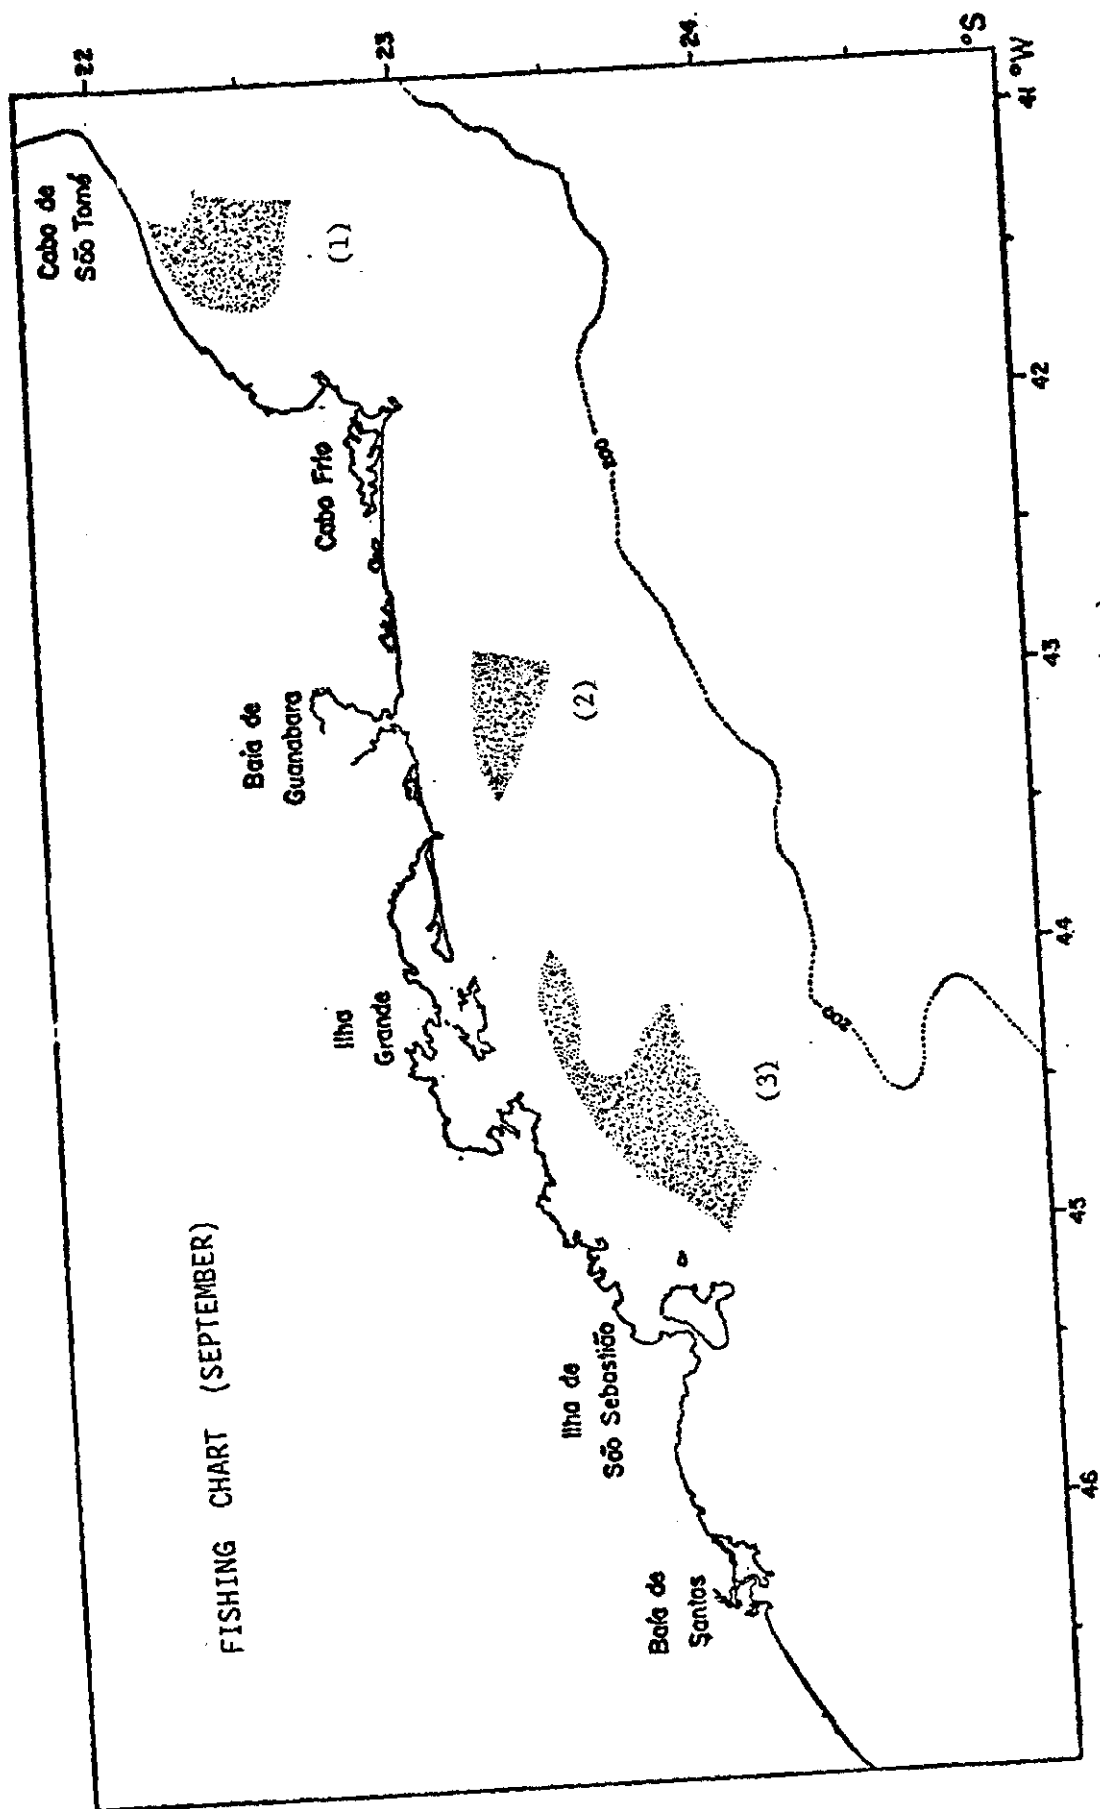 FISHING CHART (SEPTEMBER)
Cabo de
São Tomé
Cabo Frio
Baia de
Guanabara
Ilha
Grande
Ilha de
São Sebastião
Baía de
Santos
(1)
(2)
(3)
200
200
22
23
24
°S
41 °W
42
43
44
45
46